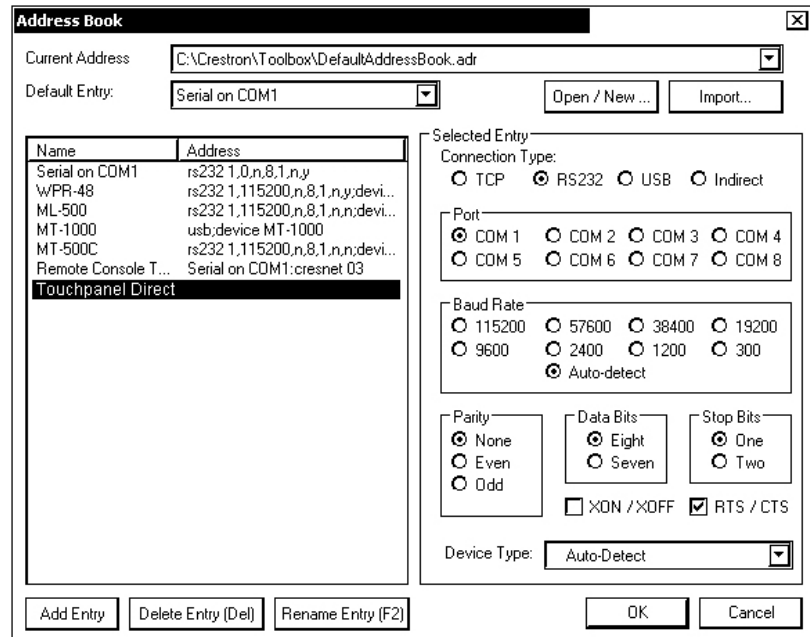 Address Book
Current Address C:\Crestron\Toolbox\DefaultAddressBook.adr
Default Entry: Serial on COM1 Open / New ... Import...
Name Address
Serial on COM1 rs232 1,0,n,8,1,n,y
WPR-48 rs232 1,115200,n,8,1,n,y;devi...
ML-500 rs232 1,115200,n,8,1,n,n;devi...
MT-1000 usb;device MT-1000
MT-500C rs232 1,115200,n,8,1,n,n;devi...
Remote Console T... Serial on COM1:cresnet 03
Touchpanel Direct
Selected Entry
Connection Type:
TCP RS232 USB Indirect
Port
COM 1 COM 2 COM 3 COM 4
COM 5 COM 6 COM 7 COM 8
Baud Rate
115200 57600 38400 19200
9600 2400 1200 300
Auto-detect
Parity Data Bits Stop Bits
None Eight One
Even Seven Two
Odd
XON / XOFF RTS / CTS
Device Type: Auto-Detect
Add Entry Delete Entry (Del) Rename Entry (F2) OK Cancel